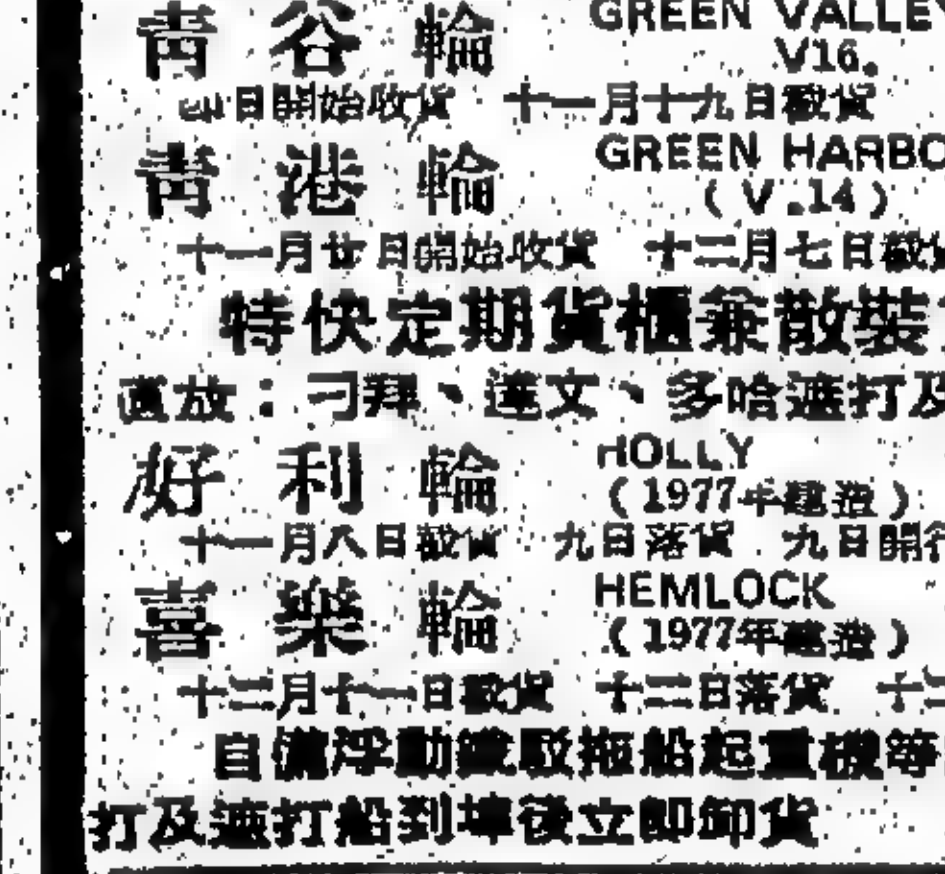 青谷輪 GREEN VALLEY
V16.
即日開始收貨 十一月十九日截貨
青港輪 GREEN HARBO
(V.14)
十一月廿日開始收貨 十二月七日截貨
特快定期貨櫃兼散裝
直放：刁拜、達文、多哈遮打及
好利輪 HOLLY
(1977年建造)
十一月八日截貨 九日落貨 九日開行
喜樂輪 HEMLOCK
(1977年建造)
十二月十一日截貨 十二日落貨 十二
自備浮動鐵駁拖船起重機等
打及遮打船到埠後立即卸貨